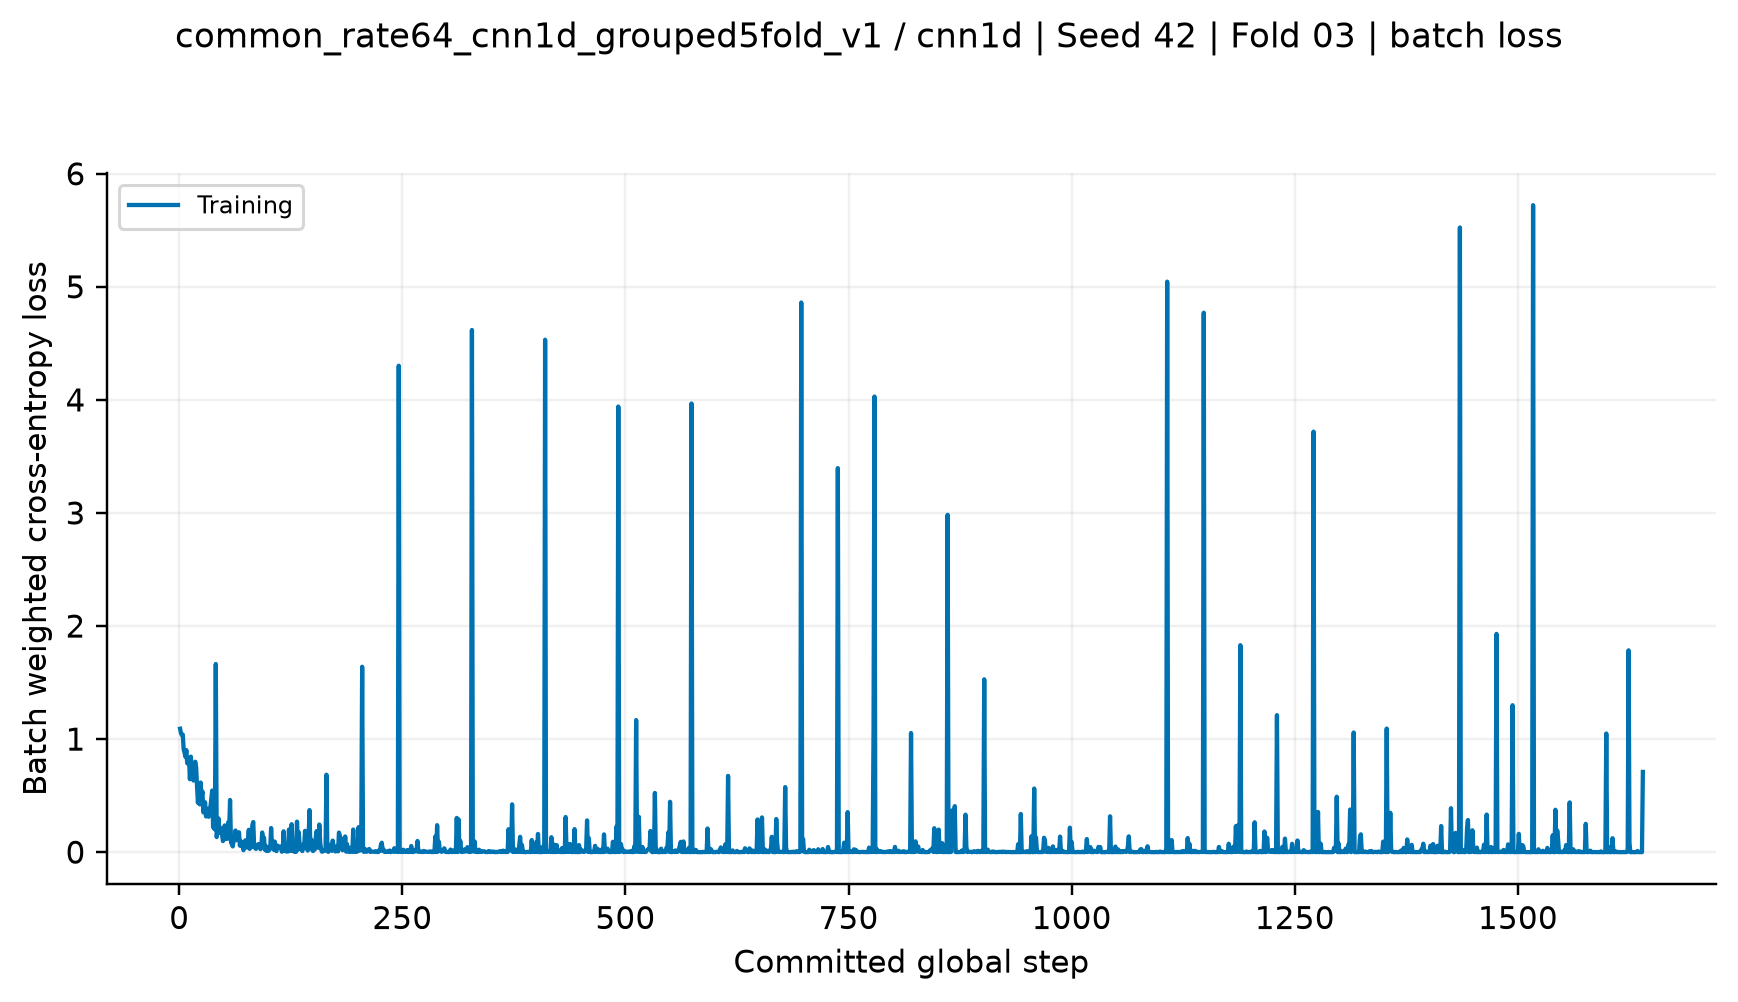 common_rate64_cnn1d_grouped5fold_v1 / cnn1d | Seed 42 | Fold 03 | batch loss
Training
Batch weighted cross-entropy loss
6
5
4
3
2
1
0
0 250 500 750 1000 1250 1500
Committed global step